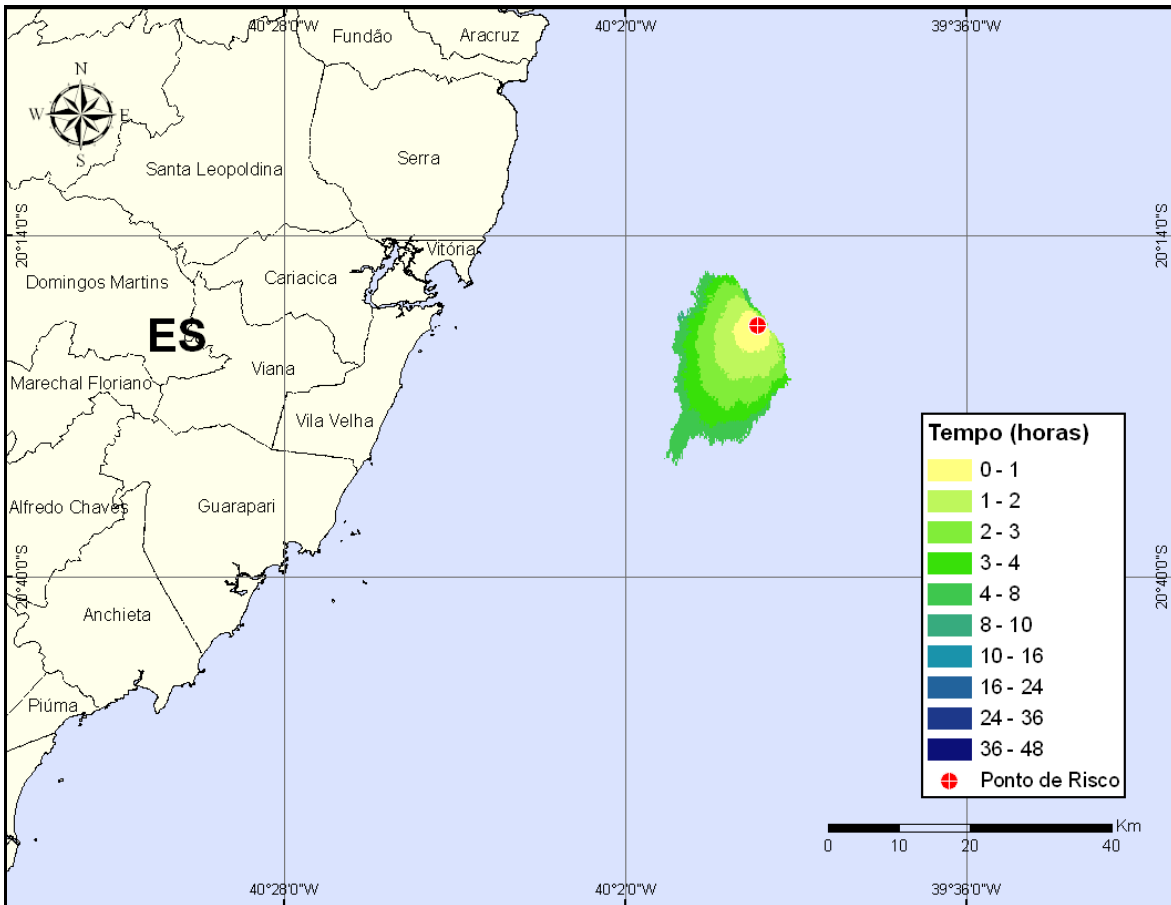 40°28'0"W
40°2'0"W
39°36'0"W
Fundão
Aracruz
N
W
E
S
Santa Leopoldina
Serra
20°14'0"S
20°14'0"S
Vitória
Domingos Martins
Cariacica
ES
Viana
Marechal Floriano
Vila Velha
Alfredo Chaves
Guarapari
Tempo (horas)
0 - 1
1 - 2
2 - 3
3 - 4
4 - 8
8 - 10
10 - 16
16 - 24
24 - 36
36 - 48
Ponto de Risco
20°40'0"S
20°40'0"S
Anchieta
Piúma
Km
0 10 20 40
40°28'0"W
40°2'0"W
39°36'0"W